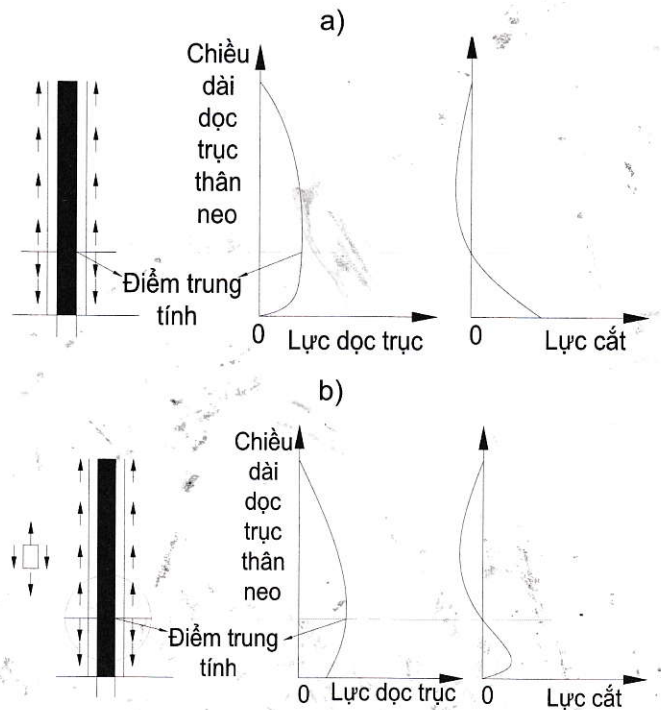 a)
Chiều
dài
dọc
trục
thân
neo
Điểm trung
tính
0
Lực dọc trục
0
Lực cắt
b)
Chiều
dài
dọc
trục
thân
neo
Điểm trung
tính
0
Lực dọc trục
0
Lực cắt